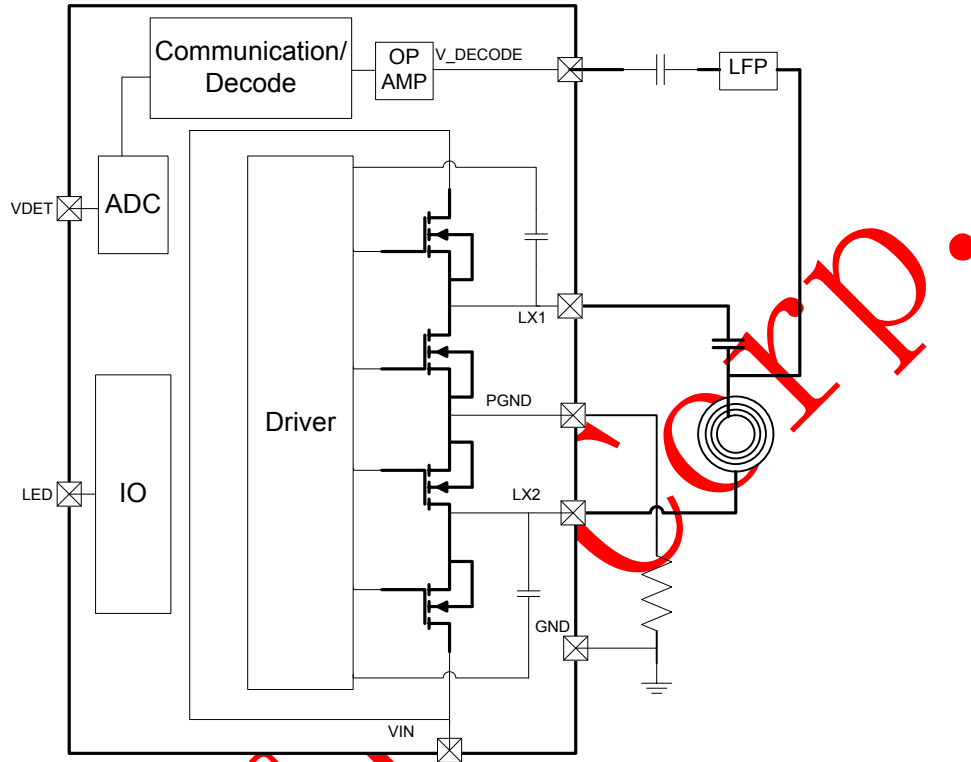 Communication/
Decode
OP
AMP
V_DECODE
LFP
VDET
ADC
LX1
PGND
Driver
LX2
LED
IO
GND
VIN
Corp.